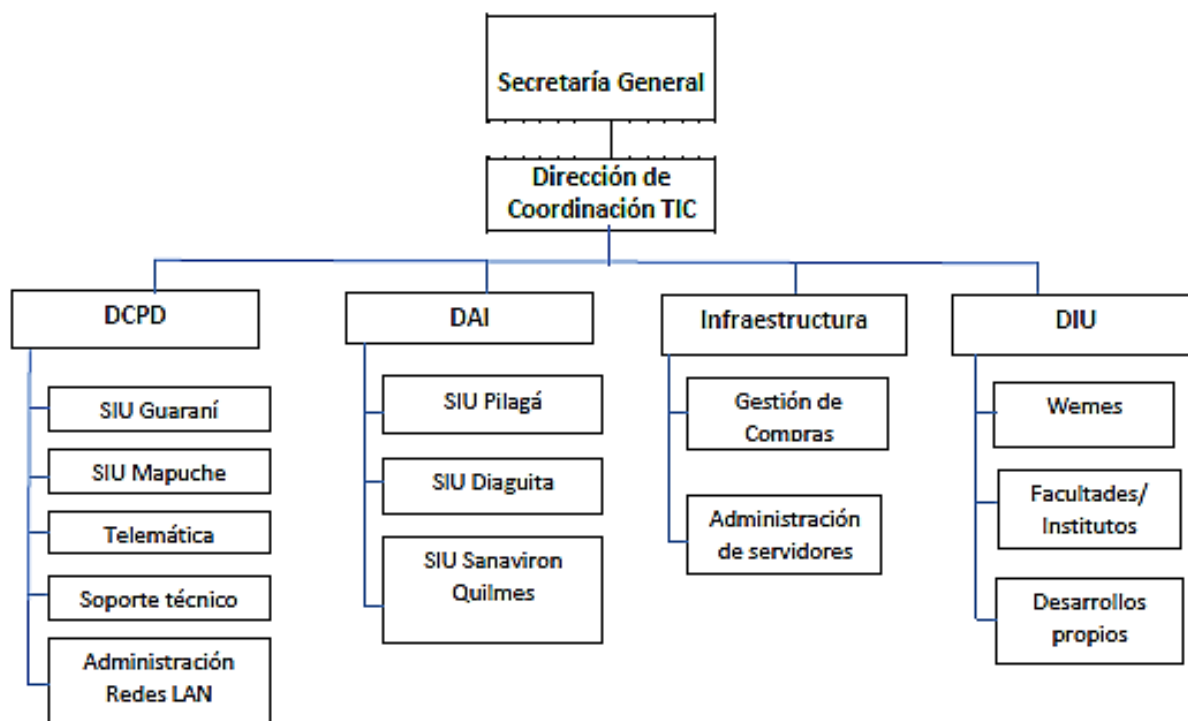 Secretaría General
Dirección de
Coordinación TIC
DCPD
DAI
Infraestructura
DIU
SIU Guaraní
SIU Mapuche
Telemática
Soporte técnico
Administración
Redes LAN
SIU Pilagá
SIU Diaguita
SIU Sanaviron
Quilmes
Gestión de
Compras
Administración
de servidores
Wemes
Facultades/
Institutos
Desarrollos
propios